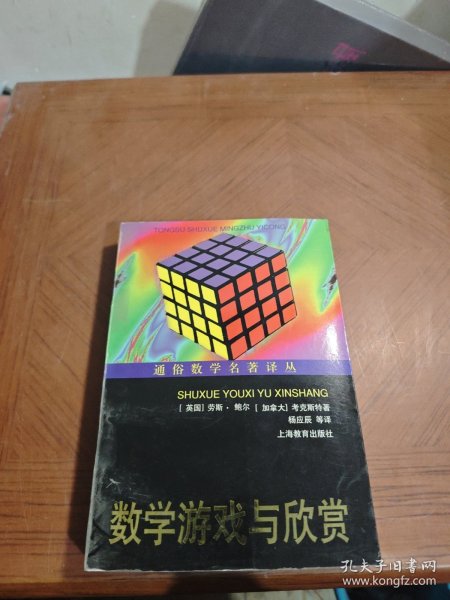 TONGSU SHUXUE MINGZHU YICONG
通俗数学名著译丛
SHUXUE YOUXI YU XINSHANG
[英国] 劳斯·鲍尔 [加拿大] 考克斯特著
杨应辰 等译
上海教育出版社
数学游戏与欣赏
孔夫子旧书网
www.kongfz.com